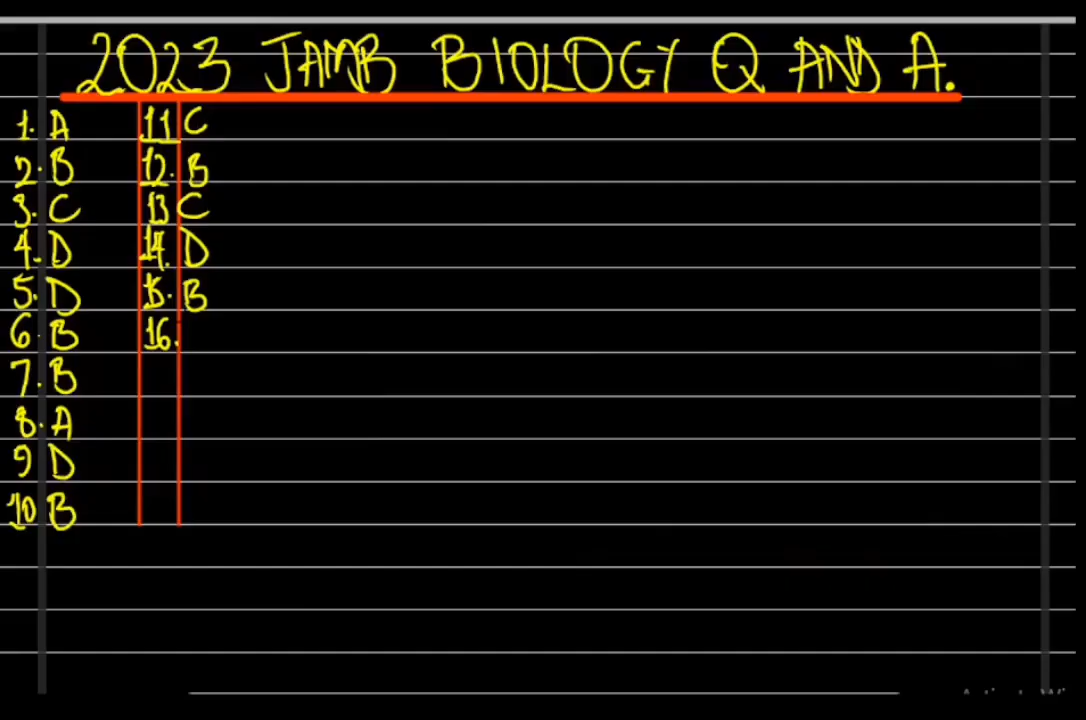 2023 JAMB BIOLOGY Q AND A.
1. A
2. B
3. C
4. D
5. D
6. B
7. B
8. A
9 D
10 B
11 C
12. B
13 C
14. D
15. B
16.